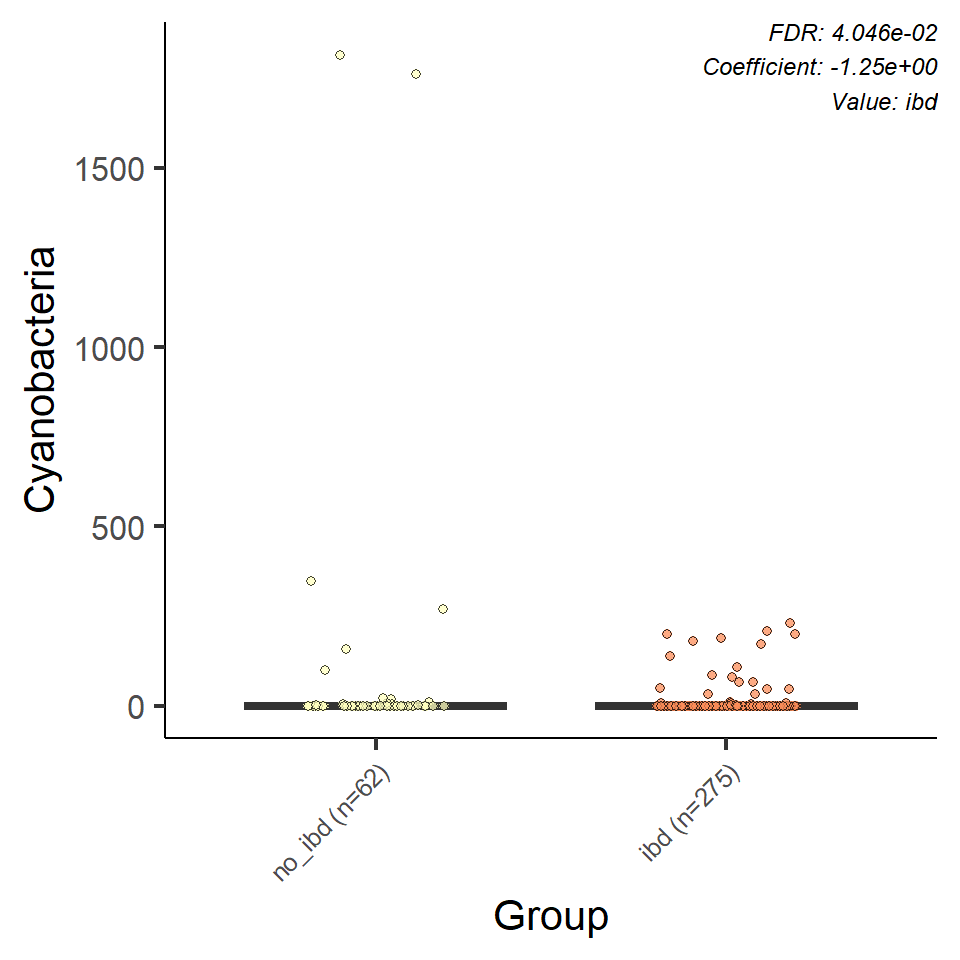 FDR: 4.046e-02
Coefficient: -1.25e+00
Value: ibd
1500
1000
500
0
Cyanobacteria
no_ibd (n=62)
ibd (n=275)
Group